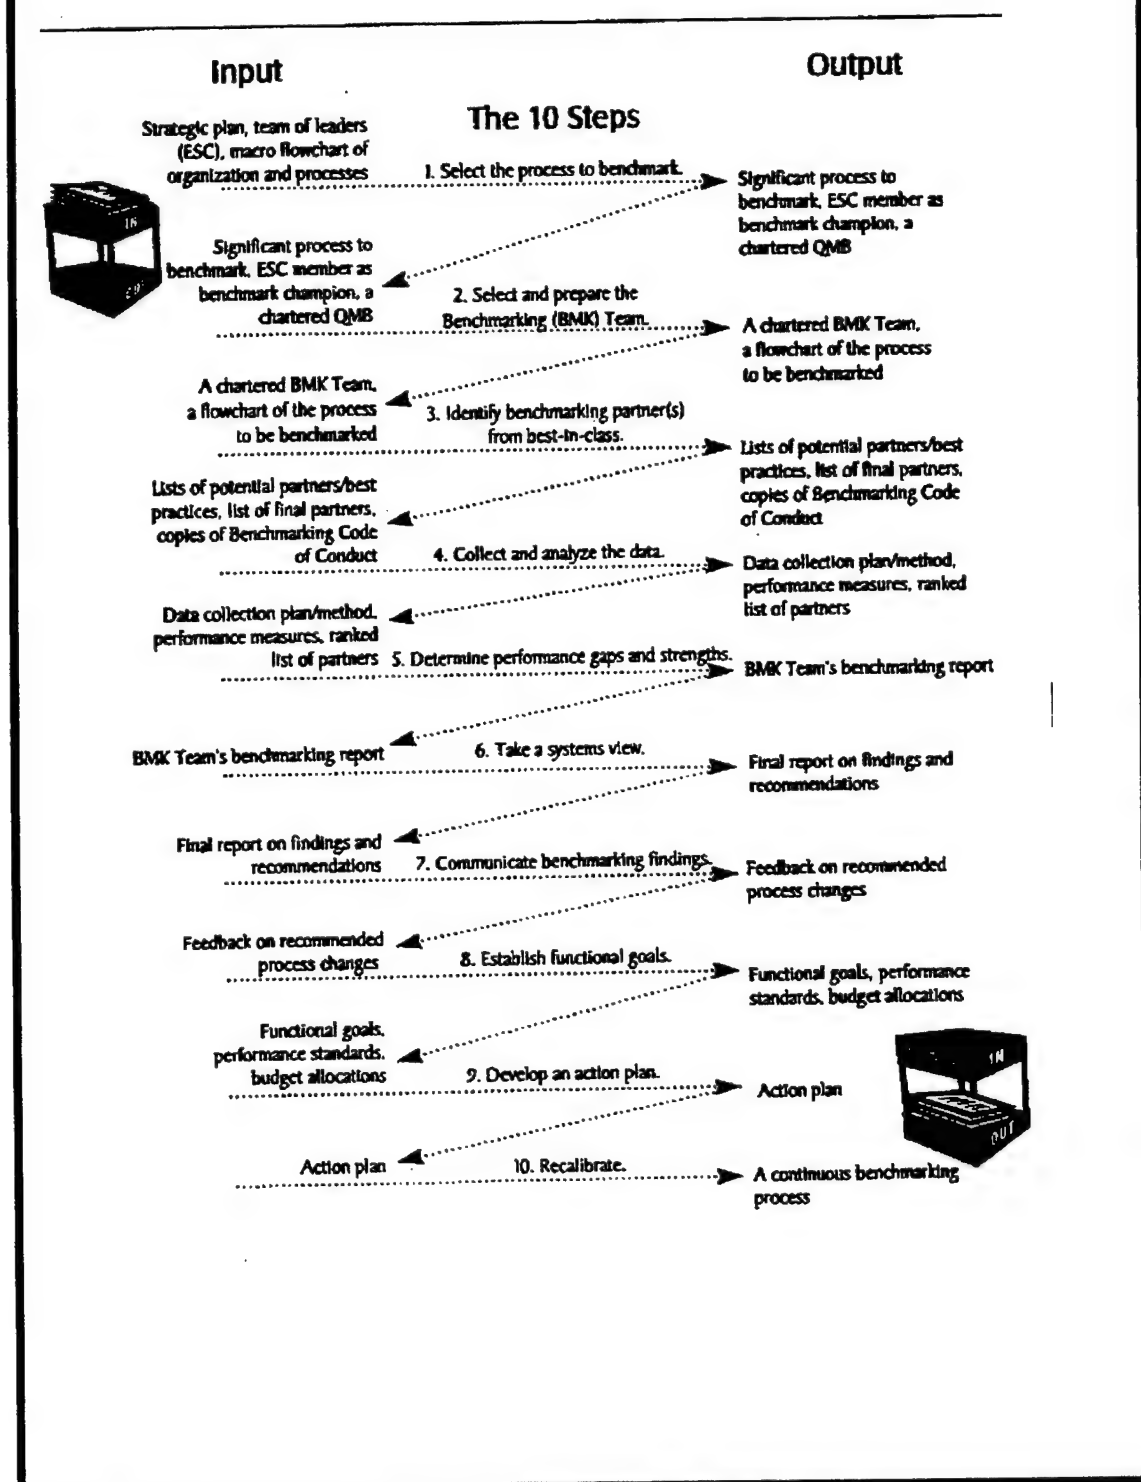 Input
Output
The 10 Steps
Strategic plan, team of leaders
(ESC), macro flowchart of
organization and processes
1. Select the process to benchmark.
Significant process to
benchmark, ESC member as
benchmark champion, a
chartered QMB
IN
OUT
Significant process to
benchmark, ESC member as
benchmark champion, a
chartered QMB
2. Select and prepare the
Benchmarking (BMK) Team.
A chartered BMK Team,
a flowchart of the process
to be benchmarked
A chartered BMK Team,
a flowchart of the process
to be benchmarked
3. Identify benchmarking partner(s)
from best-in-class.
Lists of potential partners/best
practices, list of final partners,
copies of Benchmarking Code
of Conduct
Lists of potential partners/best
practices, list of final partners,
copies of Benchmarking Code
of Conduct
4. Collect and analyze the data.
Data collection plan/method,
performance measures, ranked
list of partners
Data collection plan/method,
performance measures, ranked
list of partners
5. Determine performance gaps and strengths.
BMK Team's benchmarking report
BMK Team's benchmarking report
6. Take a systems view.
Final report on findings and
recommendations
Final report on findings and
recommendations
7. Communicate benchmarking findings.
Feedback on recommended
process changes
Feedback on recommended
process changes
8. Establish functional goals.
Functional goals, performance
standards, budget allocations
Functional goals,
performance standards,
budget allocations
9. Develop an action plan.
Action plan
IN
OUT
Action plan
10. Recalibrate.
A continuous benchmarking
process